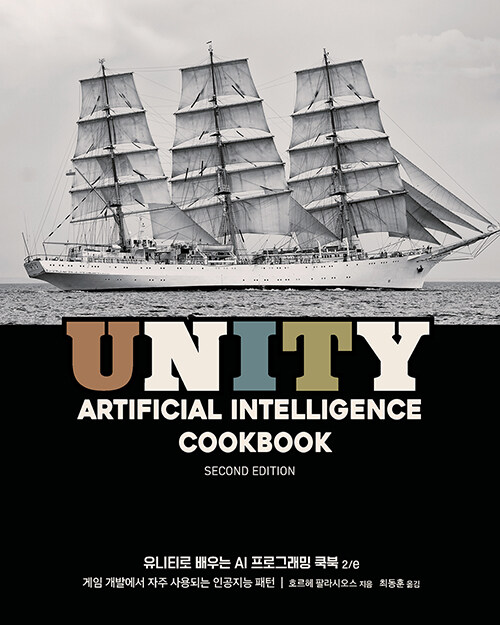 UNITY
ARTIFICIAL INTELLIGENCE
COOKBOOK
SECOND EDITION
유니티로 배우는 AI 프로그래밍 쿡북 2/e
게임 개발에서 자주 사용되는 인공지능 패턴 | 호르헤 팔라시오스 지음 최동훈 옮김